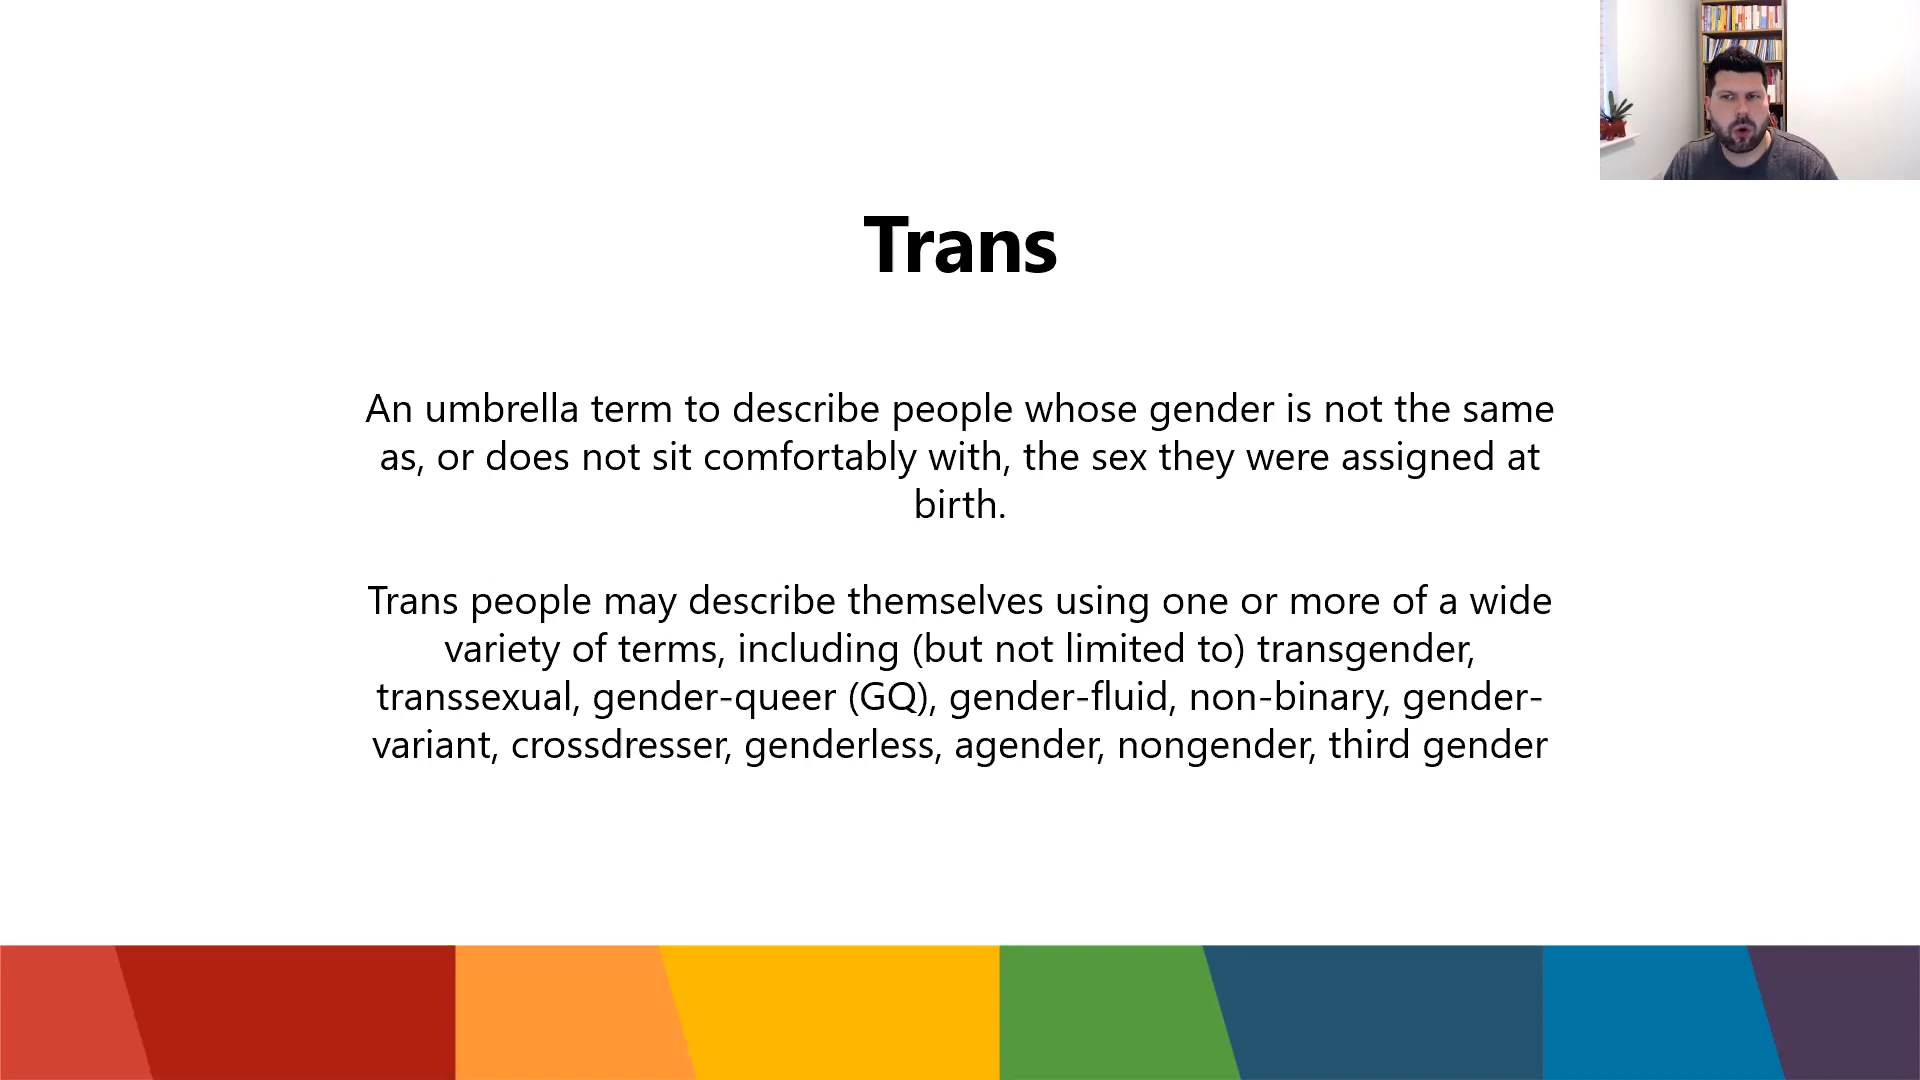 Trans
An umbrella term to describe people whose gender is not the same
as, or does not sit comfortably with, the sex they were assigned at
birth.
Trans people may describe themselves using one or more of a wide
variety of terms, including (but not limited to) transgender,
transsexual, gender-queer (GQ), gender-fluid, non-binary, gender-
variant, crossdresser, genderless, agender, nongender, third gender